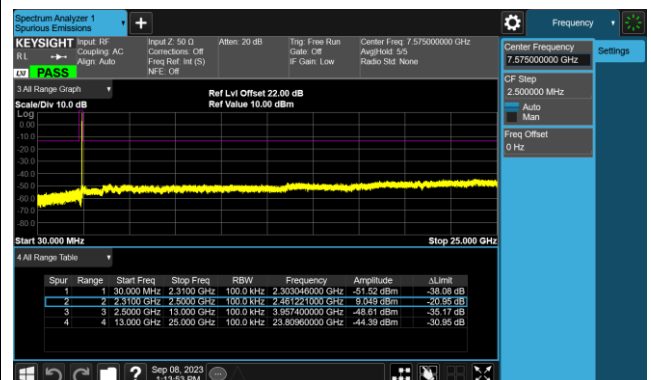 Spectrum Analyzer 1
Spurious Emissions
Frequency
KEYSIGHT
Input: RF
Coupling: AC
Align: Auto
Input Z: 50 Ω
Corrections: Off
Freq Ref: Int (S)
NFE: Off
Atten: 20 dB
Trig: Free Run
Gate: Off
IF Gain: Low
Center Freq: 7.575000000 GHz
Avg|Hold: 5/5
Radio Std: None
RL
LXI
PASS
3 All Range Graph
Scale/Div 10.0 dB
Ref Lvl Offset 22.00 dB
Ref Value 10.00 dBm
Log
0.00
-10.0
-20.0
-30.0
-40.0
-50.0
-60.0
-70.0
-80.0
Start 30.000 MHz
Stop 25.000 GHz
4 All Range Table
Spur Range Start Freq Stop Freq RBW Frequency Amplitude ΔLimit
1 1 30.000 MHz 2.3100 GHz 100.0 kHz 2.303046000 GHz -51.52 dBm -38.08 dB
2 2 2.3100 GHz 2.5000 GHz 100.0 kHz 2.461221000 GHz 9.049 dBm -20.95 dB
3 3 2.5000 GHz 13.000 GHz 100.0 kHz 3.957400000 GHz -48.61 dBm -35.17 dB
4 4 13.000 GHz 25.000 GHz 100.0 kHz 23.80960000 GHz -44.39 dBm -30.95 dB
Sep 08, 2023
1:13:53 PM
Center Frequency
7.575000000 GHz
Settings
CF Step
2.500000 MHz
Auto
Man
Freq Offset
0 Hz